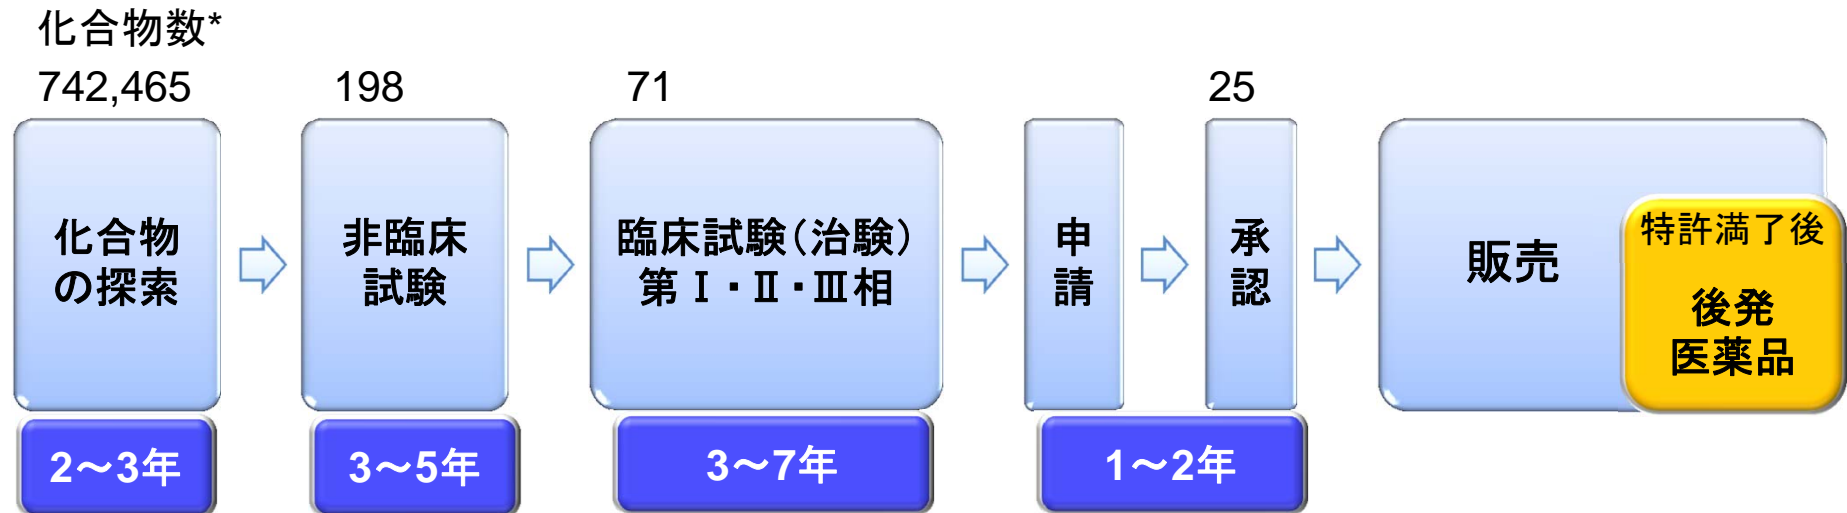 化合物数*
742,465
198
71
25
化合物
の探索
非臨床
試験
臨床試験(治験)
第Ⅰ・Ⅱ・Ⅲ相
申
請
承
認
販売
特許満了後
後発
医薬品
2～3年
3～5年
3～7年
1～2年